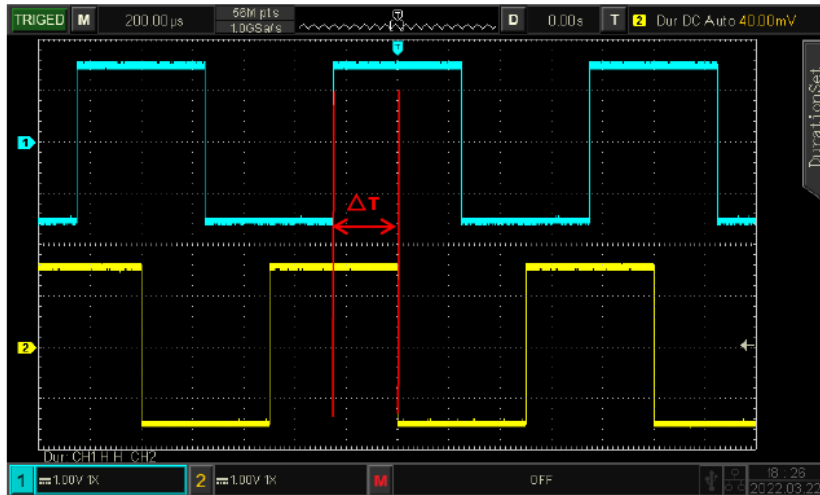 TRIGED M 200.00μs 56M pts D 0.00s T 2 Dur DC Auto 40.00mV
1.0GSa/s
T
T
DurationSet
1
△T
2
Dur: CH1 H H CH2
1 1.00V 1X 2 1.00V 1X M OFF 18:26
2022.03.22